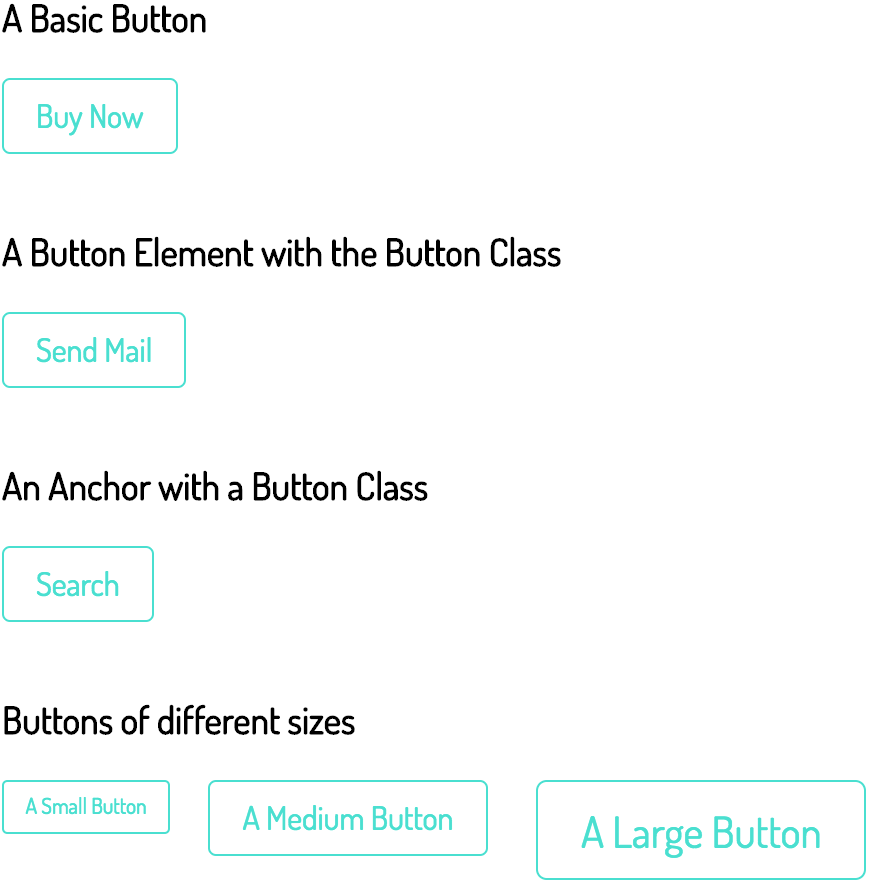 A Basic Button
Buy Now
A Button Element with the Button Class
Send Mail
An Anchor with a Button Class
Search
Buttons of different sizes
A Small Button
A Medium Button
A Large Button